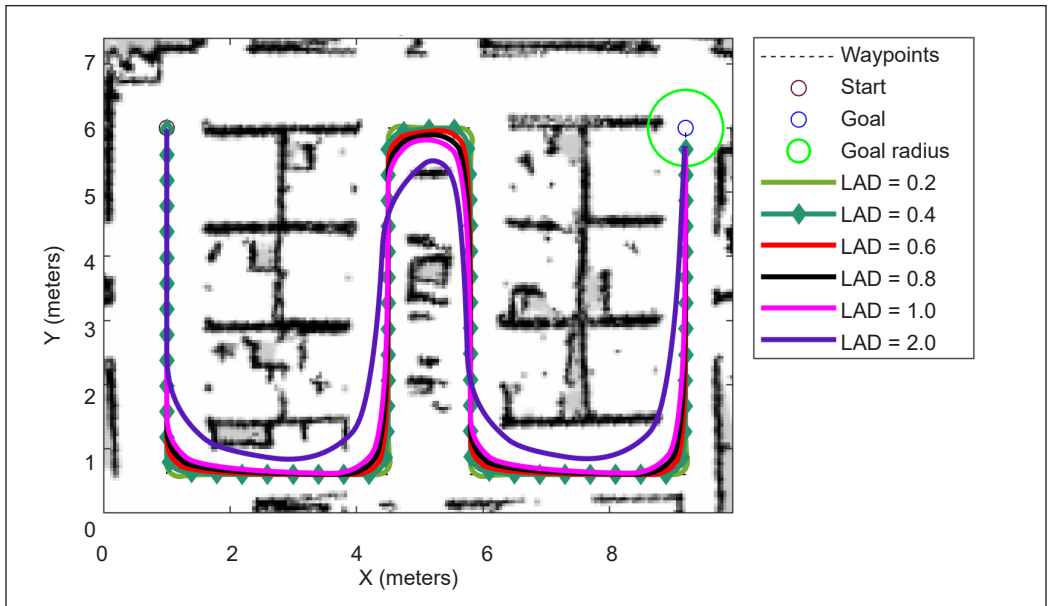 7
6
5
4
3
2
1
0
Y (meters)
0
2
4
6
8
X (meters)
Waypoints
Start
Goal
Goal radius
LAD = 0.2
LAD = 0.4
LAD = 0.6
LAD = 0.8
LAD = 1.0
LAD = 2.0